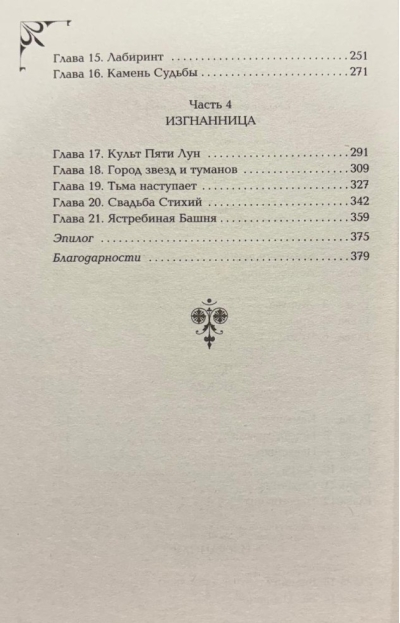 Глава 15. Лабиринт ........................ 251
Глава 16. Камень Судьбы .................... 271
Часть 4
ИЗГНАННИЦА
Глава 17. Культ Пяти Лун .................... 291
Глава 18. Город звезд и туманов .............. 309
Глава 19. Тьма наступает .................... 327
Глава 20. Свадьба Стихий .................... 342
Глава 21. Ястребиная Башня .................. 359
Эпилог .................................... 375
Благодарности ............................. 379